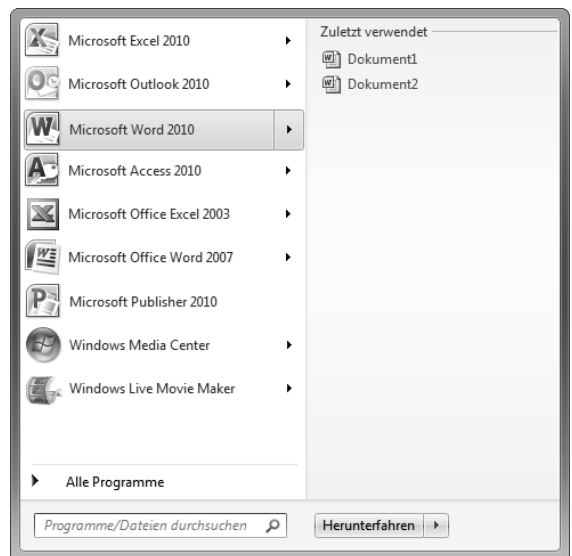 Microsoft Excel 2010
Microsoft Outlook 2010
Microsoft Word 2010
Microsoft Access 2010
Microsoft Office Excel 2003
Microsoft Office Word 2007
Microsoft Publisher 2010
Windows Media Center
Windows Live Movie Maker
Alle Programme
Programme/Dateien durchsuchen
Zuletzt verwendet
Dokument1
Dokument2
Herunterfahren